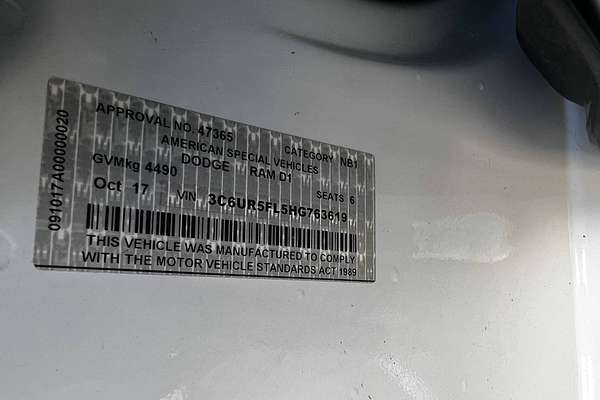 091017A00000020
APPROVAL NO. 47365 CATEGORY NB1
AMERICAN SPECIAL VEHICLES
DODGE RAM D1
GVMkg 4490 SEATS 6
Oct 17 VIN 3C6UR5FL5HG763619
THIS VEHICLE WAS MANUFACTURED TO COMPLY
WITH THE MOTOR VEHICLE STANDARDS ACT 1989